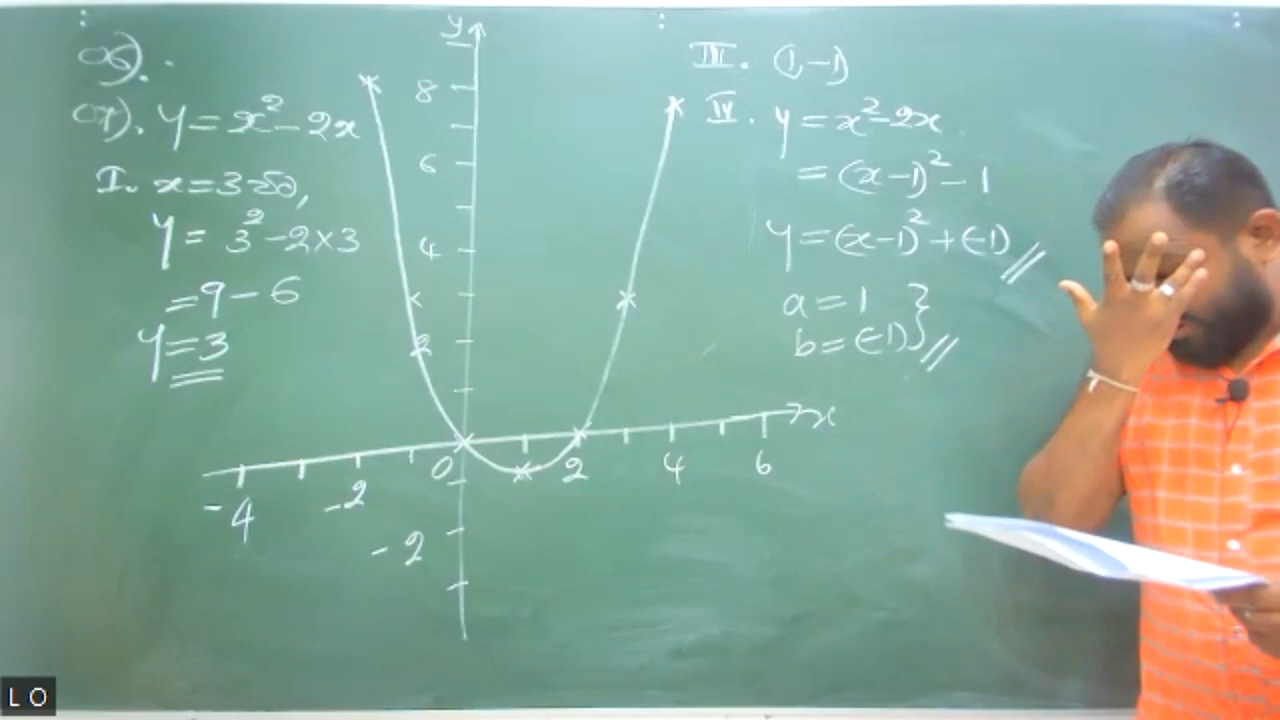 05).
07). y = x² - 2x
I. x = 3 හිදී,
y = 3² - 2×3
= 9 - 6
y = 3
y
8
6
4
2
0
2
4
6
x
-2
-4
-2
III. (1, -1)
IV. y = x² - 2x
= (x - 1)² - 1
y = (x - 1)² + (-1)
a = 1
b = (-1)
L O